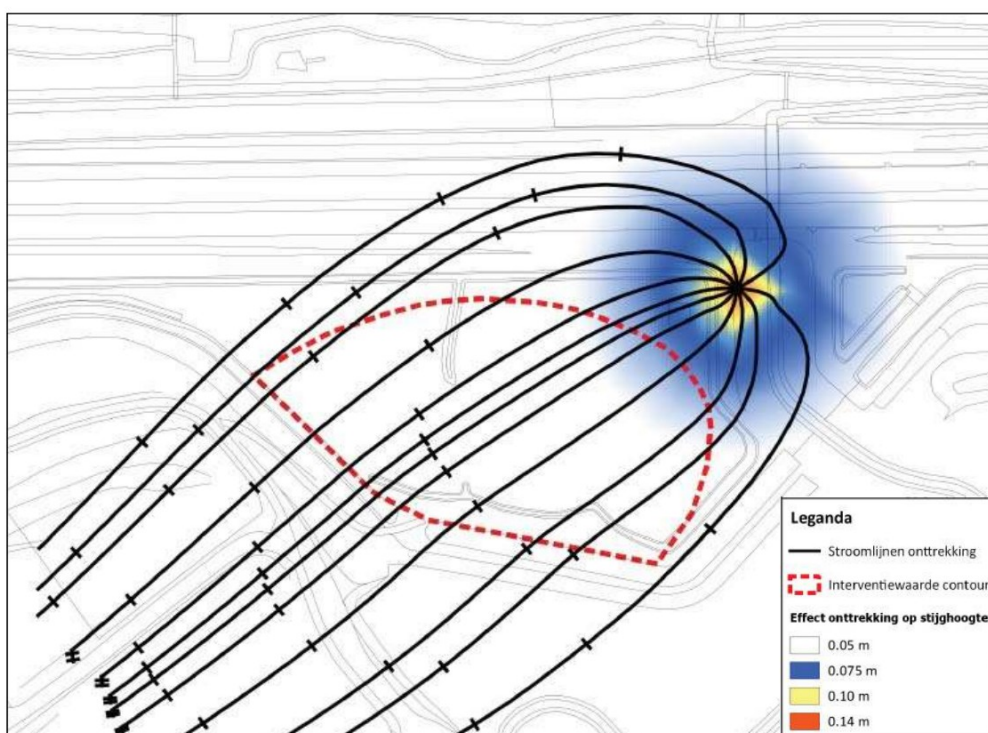 Leganda
Stroomlijnen onttrekking
Interventiewaarde contour
Effect onttrekking op stijghoogte
0.05 m
0.075 m
0.10 m
0.14 m